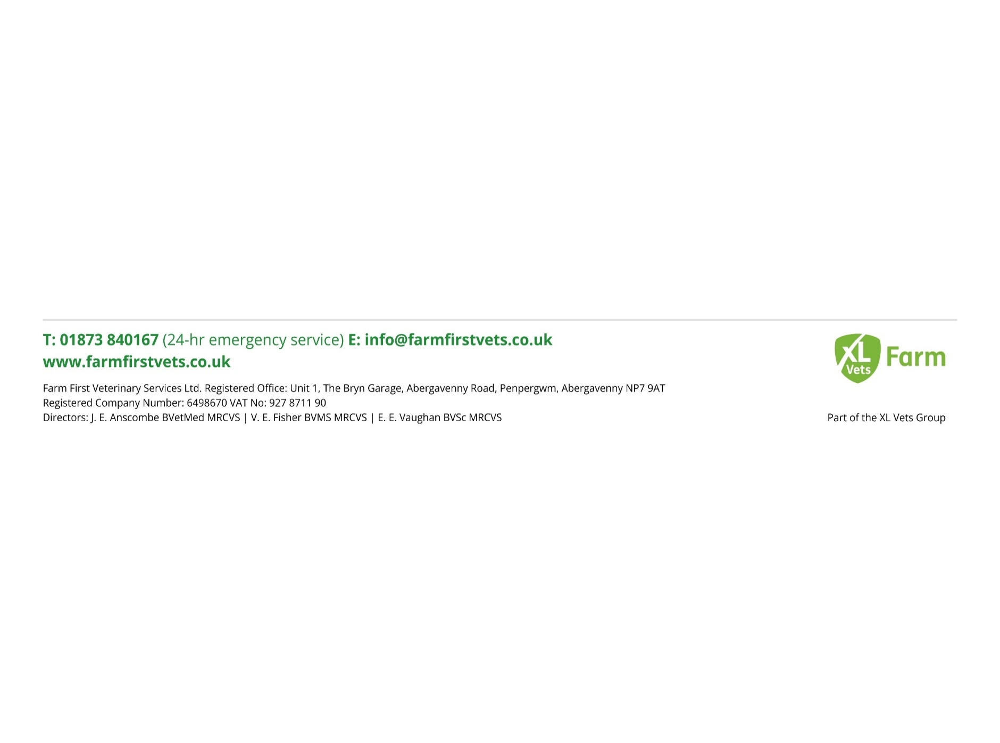 T: 01873 840167 (24-hr emergency service) E: info@farmfirstvets.co.uk
www.farmfirstvets.co.uk
XL
Vets
Farm
Farm First Veterinary Services Ltd. Registered Office: Unit 1, The Bryn Garage, Abergavenny Road, Penpergwm, Abergavenny NP7 9AT
Registered Company Number: 6498670 VAT No: 927 8711 90
Directors: J. E. Anscombe BVetMed MRCVS | V. E. Fisher BVMS MRCVS | E. E. Vaughan BVSc MRCVS
Part of the XL Vets Group